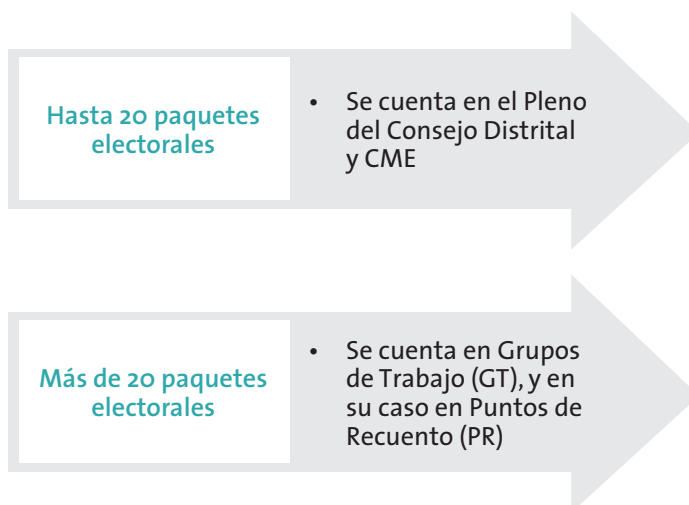 Hasta 20 paquetes
electorales
• Se cuenta en el Pleno
del Consejo Distrital
y CME
Más de 20 paquetes
electorales
• Se cuenta en Grupos
de Trabajo (GT), y en
su caso en Puntos de
Recuento (PR)